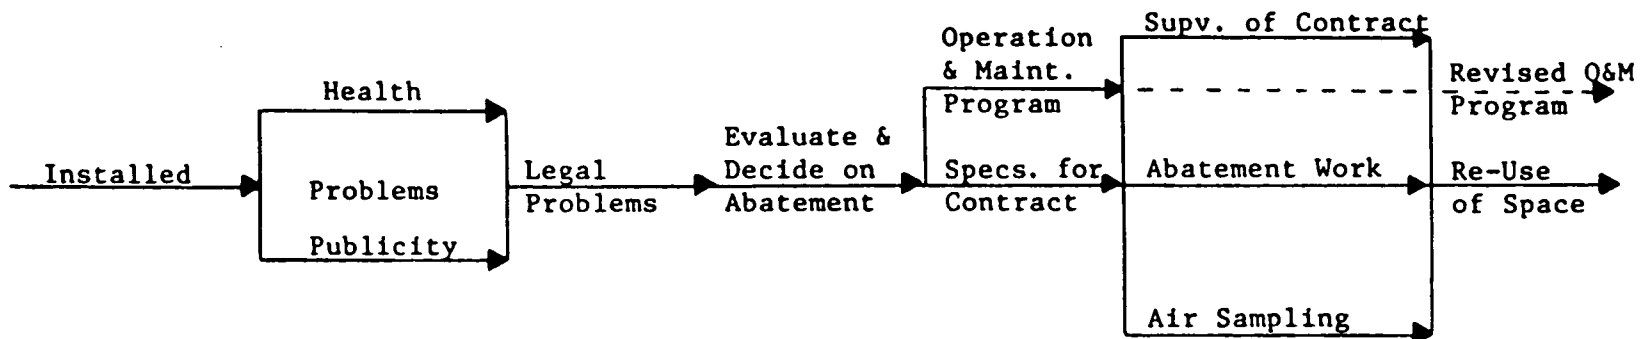 Installed
Health
Problems
Publicity
Legal
Problems
Evaluate &
Decide on
Abatement
Operation
& Maint.
Program
Specs. for
Contract
Supv. of Contract
Abatement Work
Air Sampling
Revised O&M
Program
Re-Use
of Space